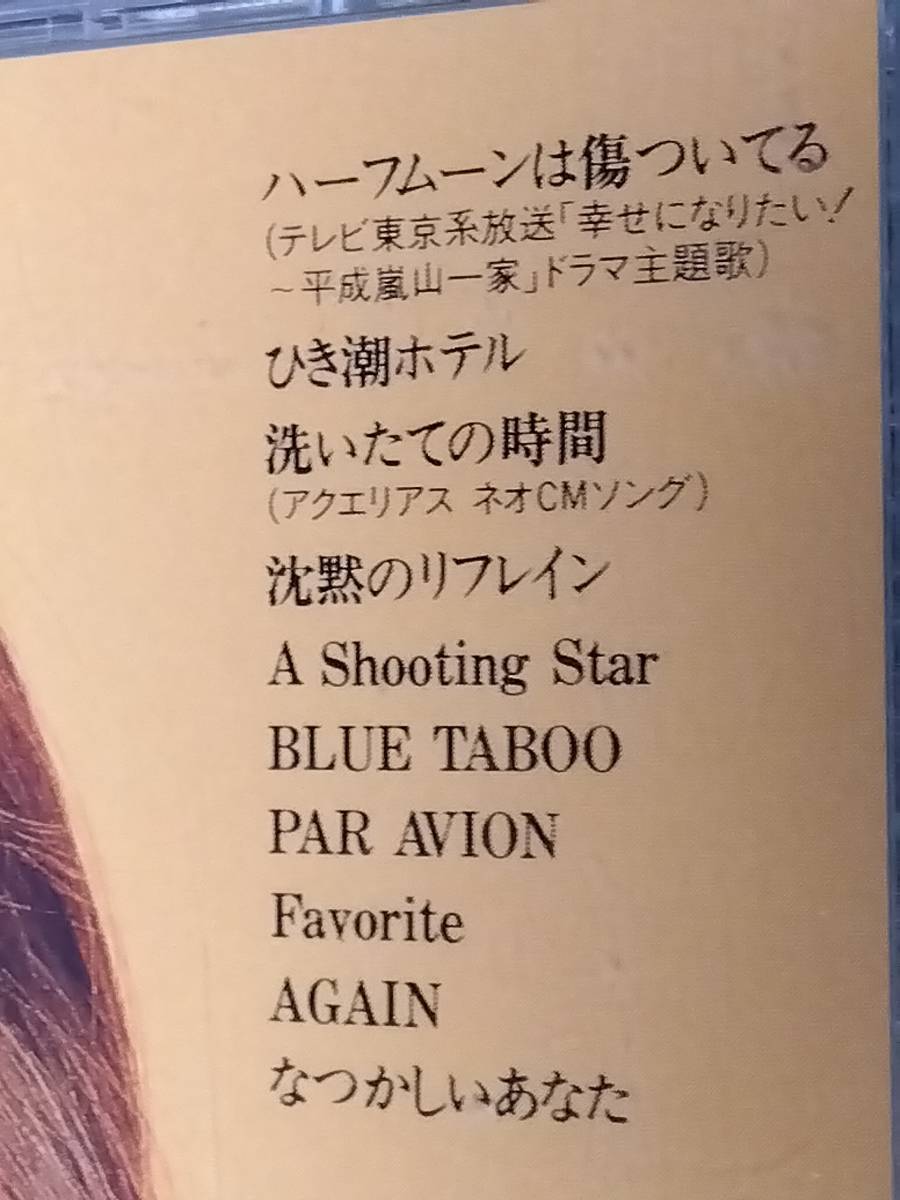 ハーフムーンは傷ついてる
(テレビ東京系放送「幸せになりたい!
～平成嵐山一家」ドラマ主題歌)
ひき潮ホテル
洗いたての時間
(アクエリアス ネオCMソング)
沈黙のリフレイン
A Shooting Star
BLUE TABOO
PAR AVION
Favorite
AGAIN
なつかしいあなた